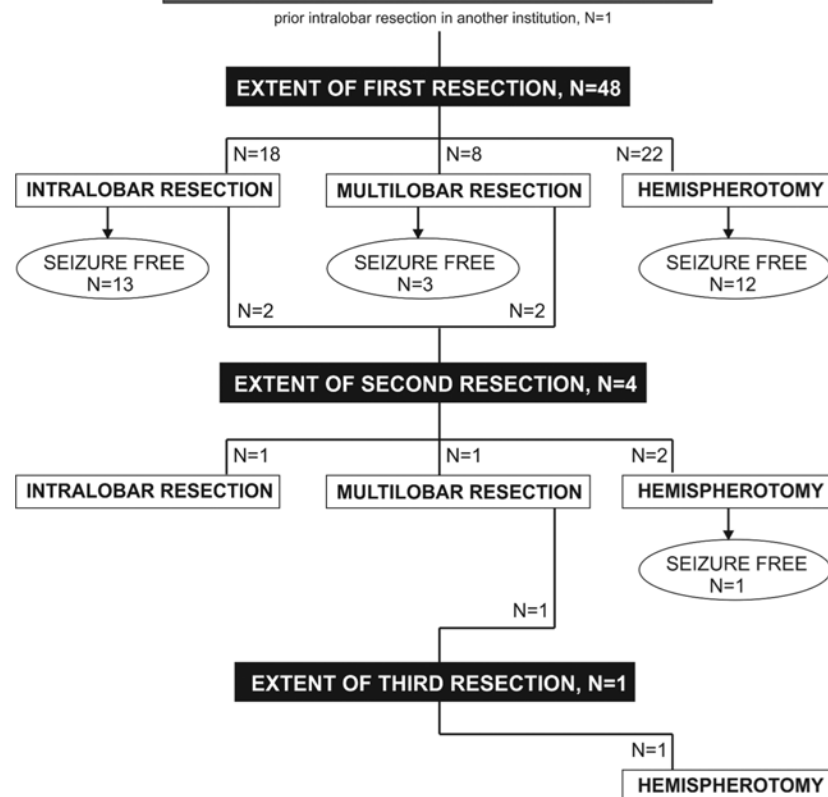 prior intralobar resection in another institution, N=1
EXTENT OF FIRST RESECTION, N=48
N=18
N=8
N=22
INTRALOBAR RESECTION
MULTILOBAR RESECTION
HEMISPHEROTOMY
SEIZURE FREE
N=13
SEIZURE FREE
N=3
SEIZURE FREE
N=12
N=2
N=2
EXTENT OF SECOND RESECTION, N=4
N=1
N=1
N=2
INTRALOBAR RESECTION
MULTILOBAR RESECTION
HEMISPHEROTOMY
SEIZURE FREE
N=1
N=1
EXTENT OF THIRD RESECTION, N=1
N=1
HEMISPHEROTOMY